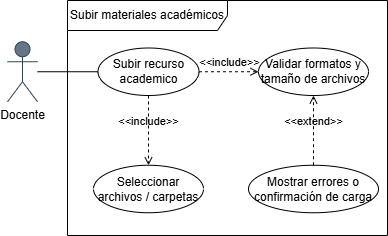 Subir materiales académicos
Subir recurso
academico
<<include>>
Validar formatos y
tamaño de archivos
Docente
<<include>>
<<extend>>
Seleccionar
archivos / carpetas
Mostrar errores o
confirmación de carga